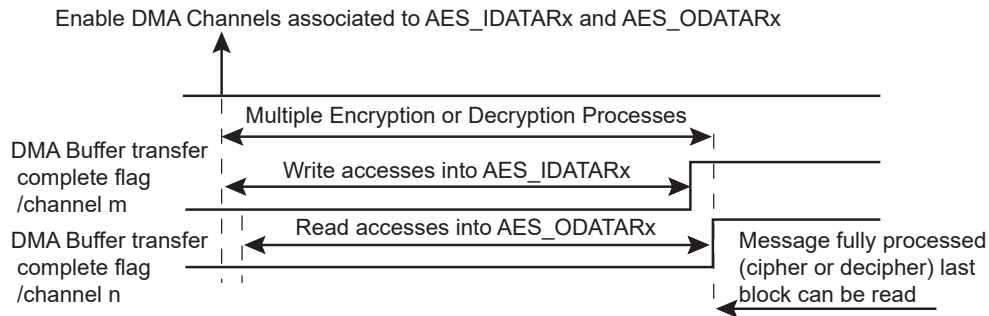 Enable DMA Channels associated to AES_IDATARx and AES_ODATARx
Multiple Encryption or Decryption Processes
DMA Buffer transfer
complete flag
/channel m
Write accesses into AES_IDATARx
Read accesses into AES_ODATARx
DMA Buffer transfer
complete flag
/channel n
Message fully processed
(cipher or decipher) last
block can be read